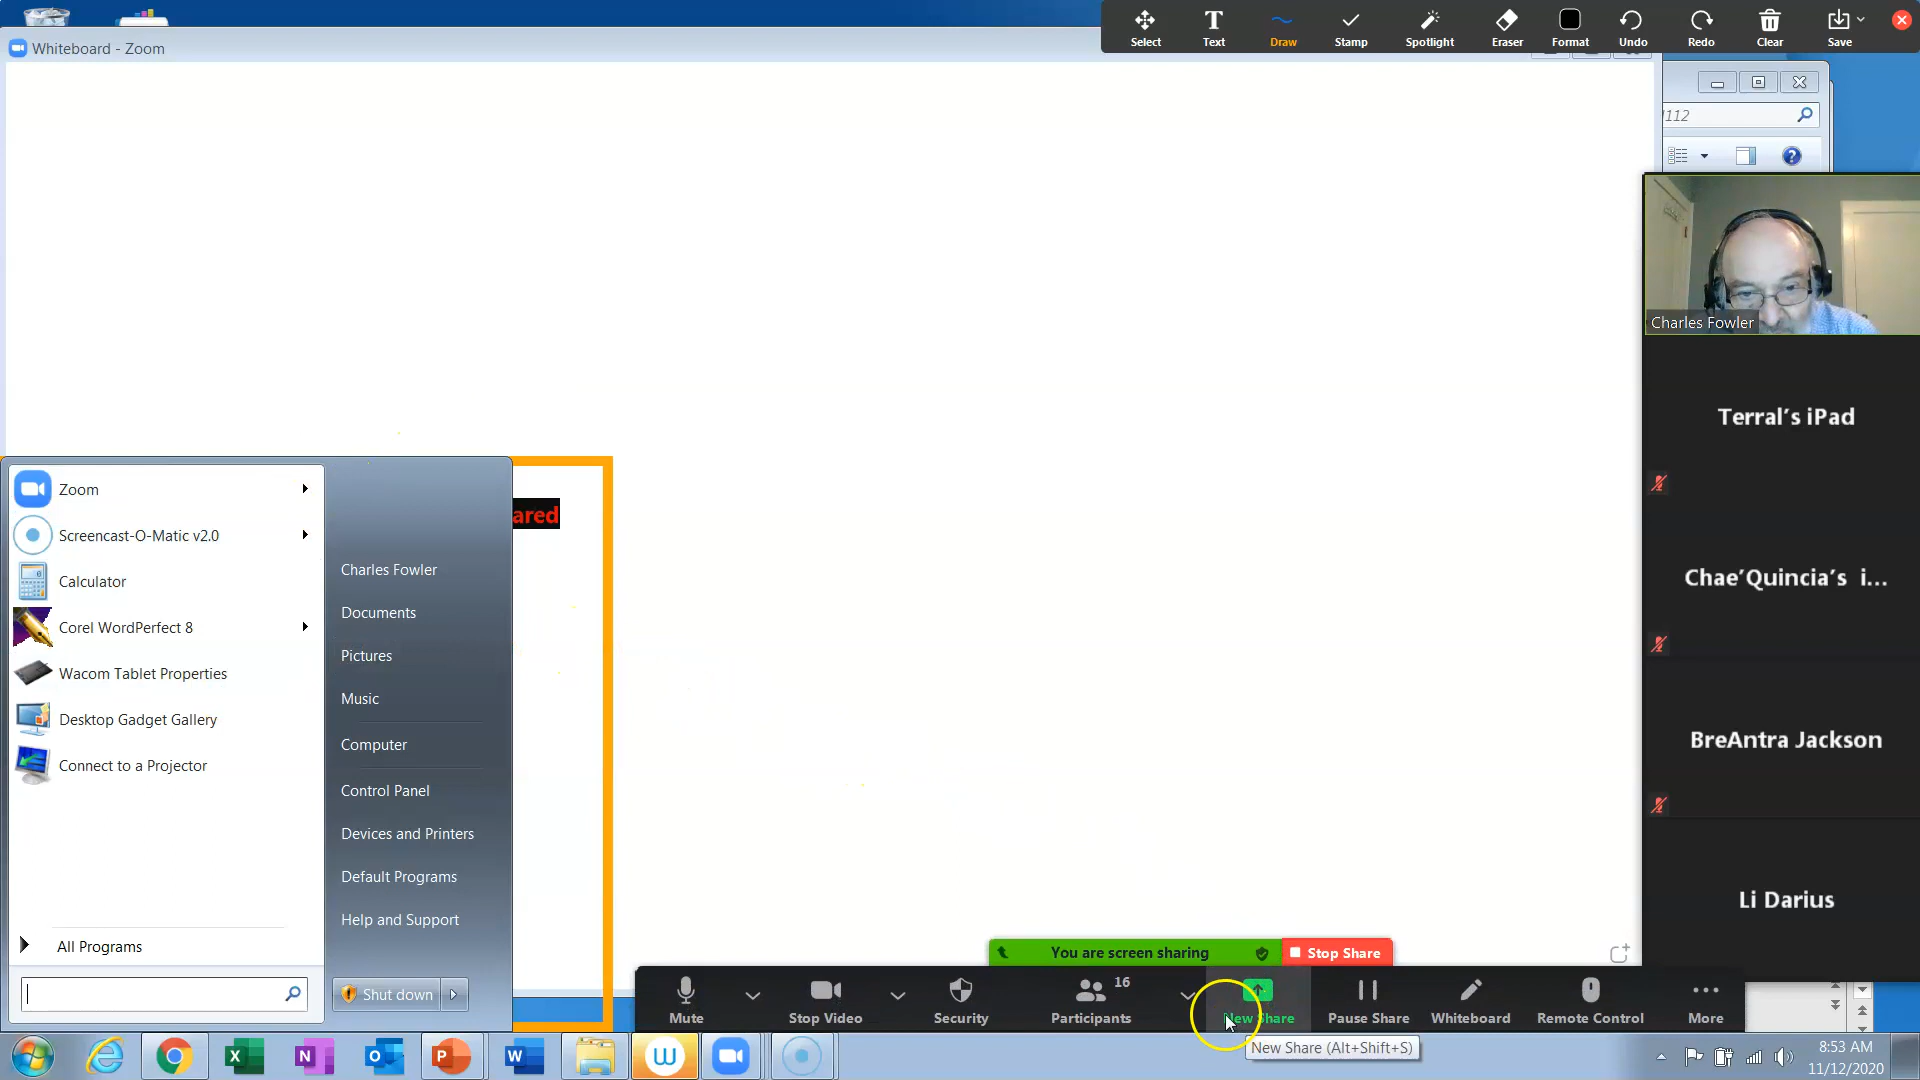 Whiteboard - Zoom
Select
Text
Draw
Stamp
Spotlight
Eraser
Format
Undo
Redo
Clear
Save
112
Charles Fowler
Terral's iPad
Chae'Quincia's i...
BreAntra Jackson
Li Darius
Zoom
Screencast-O-Matic v2.0
Calculator
Corel WordPerfect 8
Wacom Tablet Properties
Desktop Gadget Gallery
Connect to a Projector
All Programs
Charles Fowler
Documents
Pictures
Music
Computer
Control Panel
Devices and Printers
Default Programs
Help and Support
Shut down
ared
You are screen sharing
Stop Share
Mute
Stop Video
Security
Participants
16
New Share
Pause Share
Whiteboard
Remote Control
More
New Share (Alt+Shift+S)
8:53 AM
11/12/2020